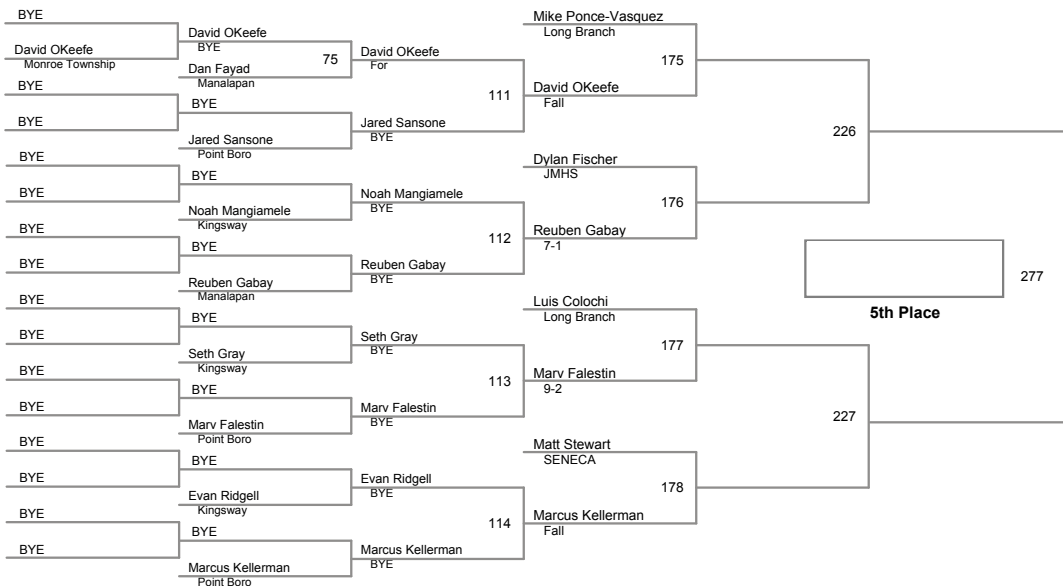 BYE
David OKeefe
Monroe Township
BYE
BYE
BYE
BYE
BYE
BYE
BYE
BYE
BYE
BYE
BYE
BYE
BYE
BYE
David OKeefe
BYE
Dan Fayad
Manalapan
75
BYE
Jared Sansone
Point Boro
BYE
Noah Mangiamele
Kingsway
BYE
Reuben Gabay
Manalapan
BYE
Seth Gray
Kingsway
BYE
Marv Falestin
Point Boro
BYE
Evan Ridgell
Kingsway
BYE
Marcus Kellerman
Point Boro
David OKeefe
For
111
Jared Sansone
BYE
Noah Mangiamele
BYE
112
Reuben Gabay
BYE
Seth Gray
BYE
113
Marv Falestin
BYE
Evan Ridgell
BYE
114
Marcus Kellerman
BYE
Mike Ponce-Vasquez
Long Branch
175
David OKeefe
Fall
Dylan Fischer
JMHS
176
Reuben Gabay
7-1
Luis Colochi
Long Branch
177
Marv Falestin
9-2
Matt Stewart
SENECA
178
Marcus Kellerman
Fall
226
227
277
5th Place